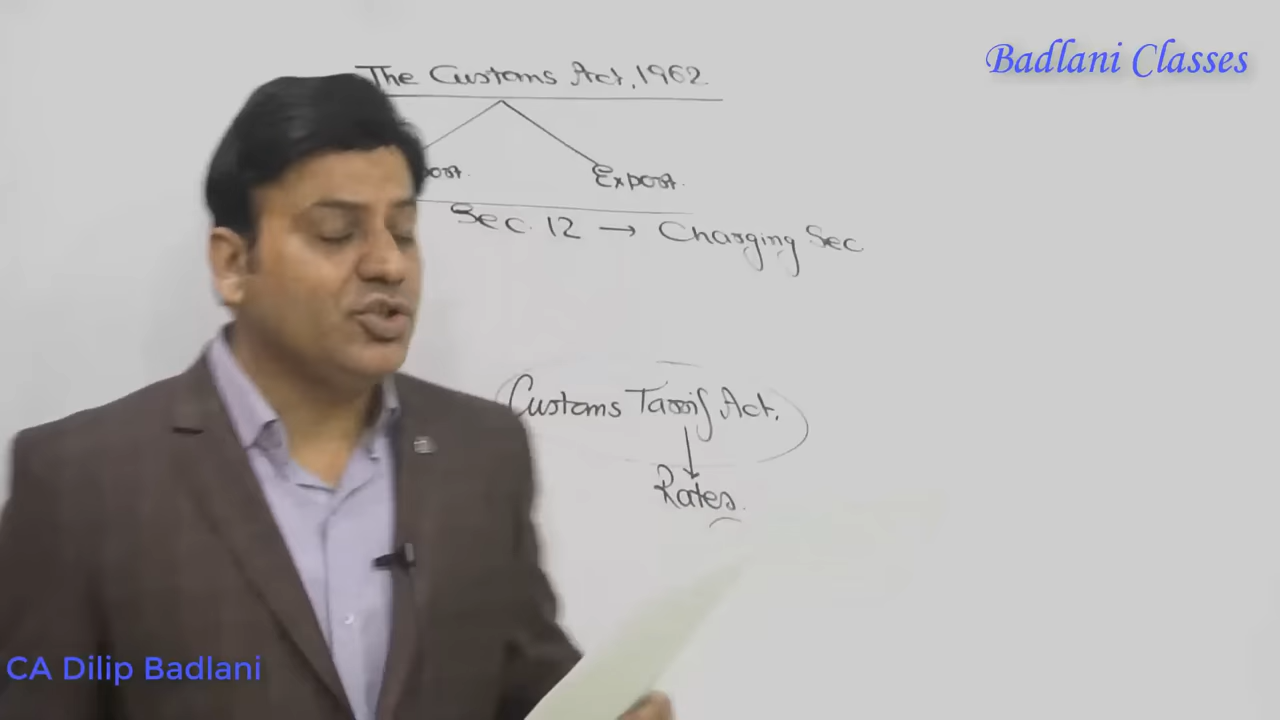 Badlani Classes
The Customs Act, 1962
Export.
Sec. 12 → Charging Sec
Customs Tariff Act.
Rates.
CA Dilip Badlani